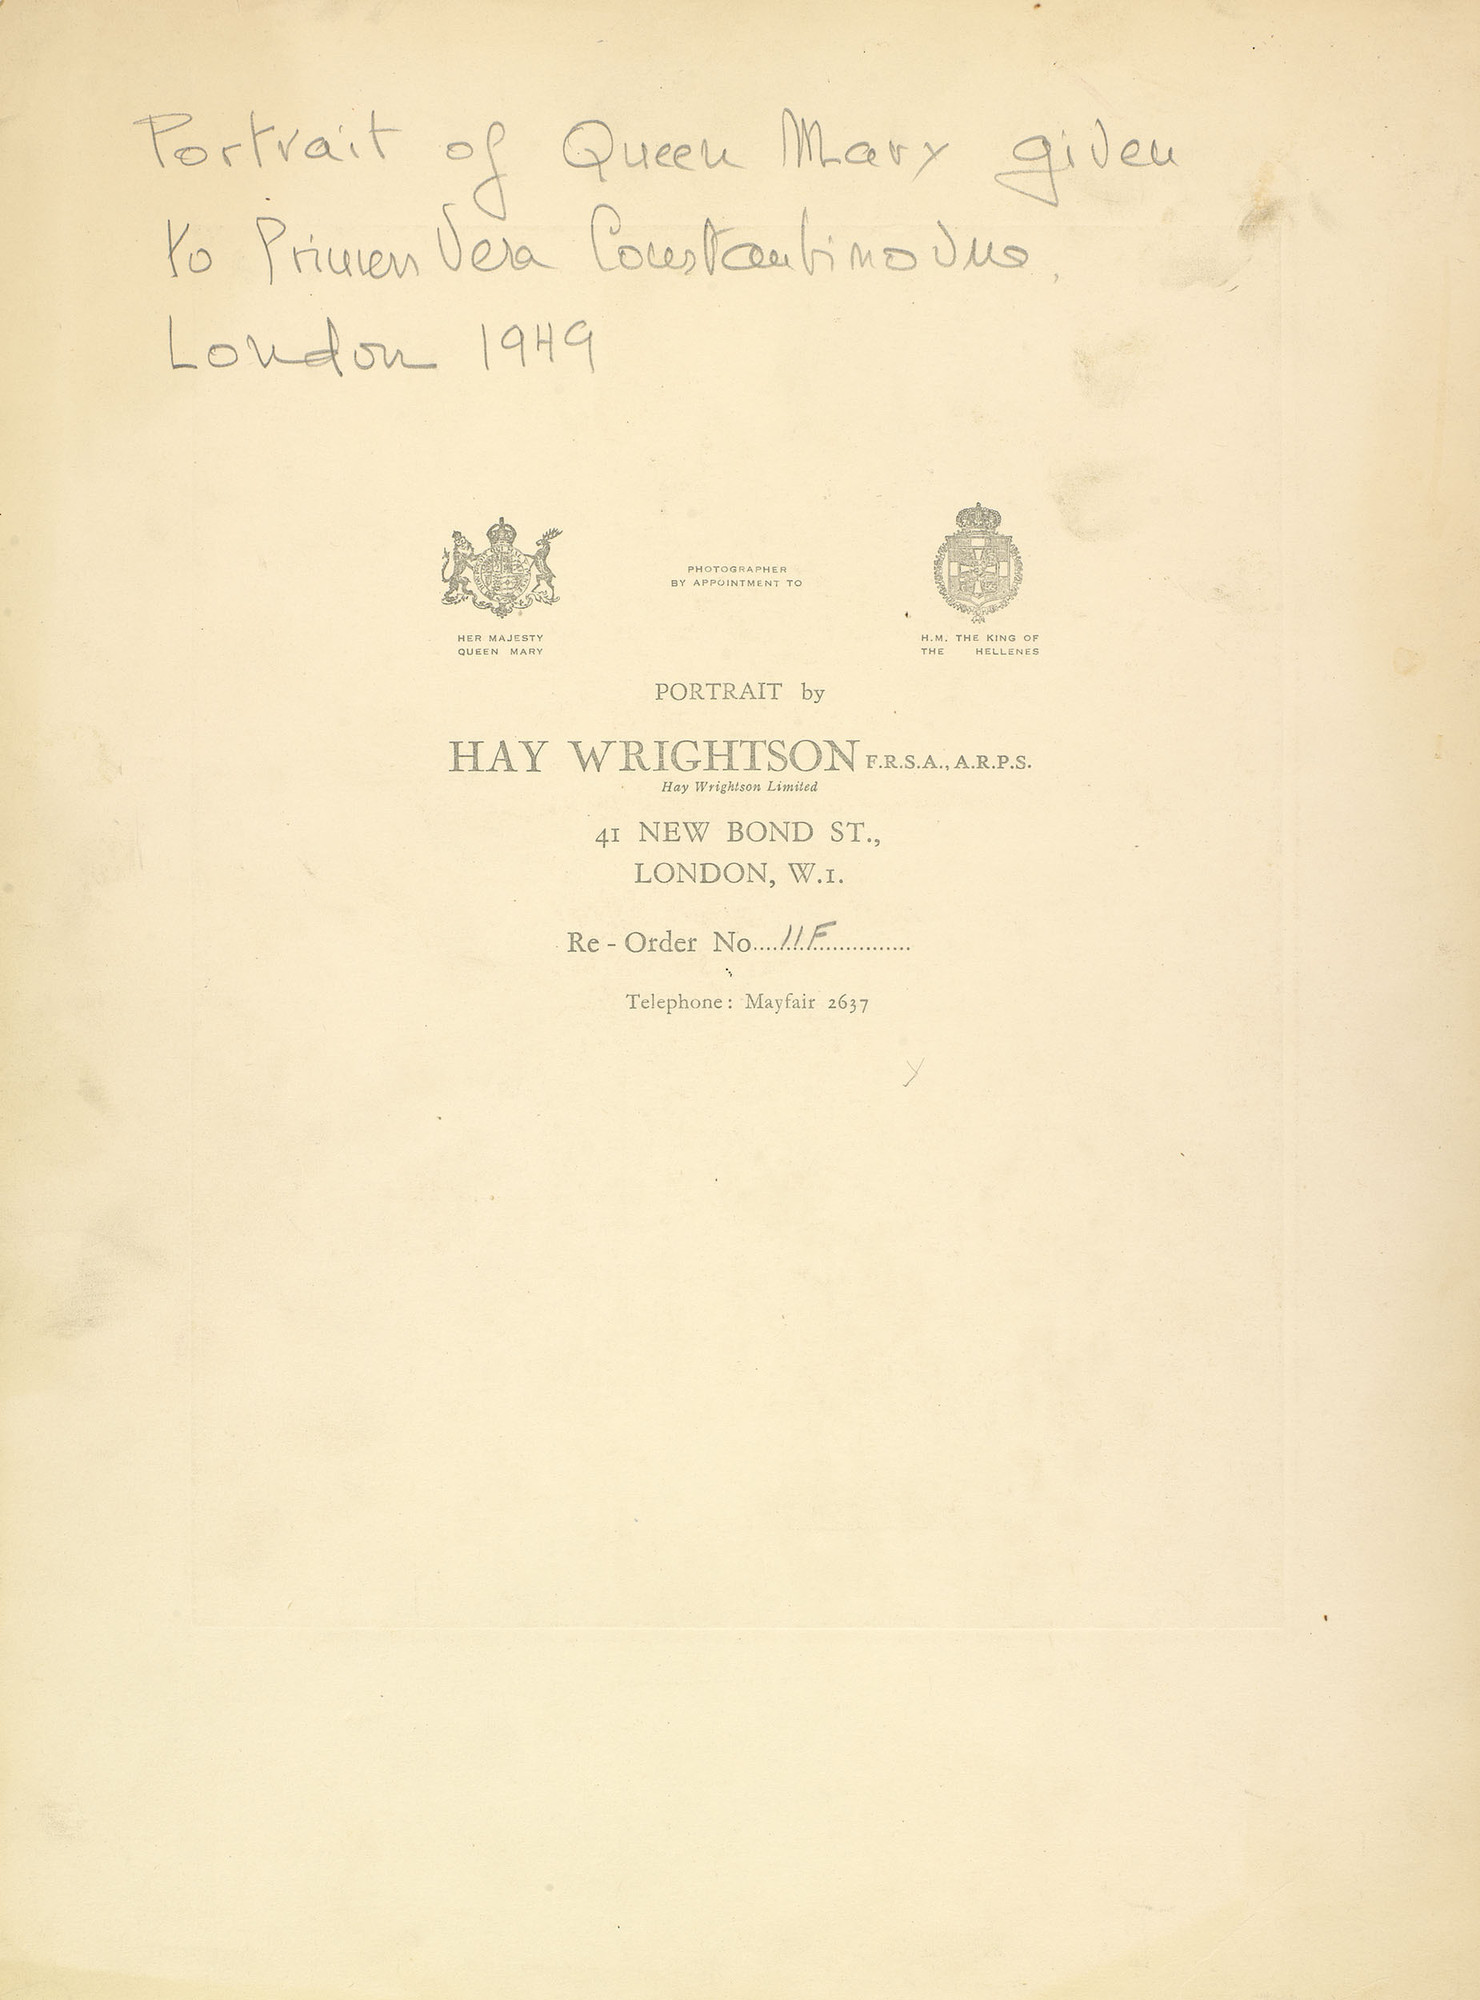 Portrait of Queen Mary given
to Princess Vera Constantinovna,
London 1949
PHOTOGRAPHER
BY APPOINTMENT TO
HER MAJESTY
QUEEN MARY
H.M. THE KING OF
THE HELLENES
PORTRAIT by
HAY WRIGHTSON F.R.S.A., A.R.P.S.
Hay Wrightson Limited
41 NEW BOND ST.,
LONDON, W.1.
Re - Order No....11F............
Telephone: Mayfair 2637
y